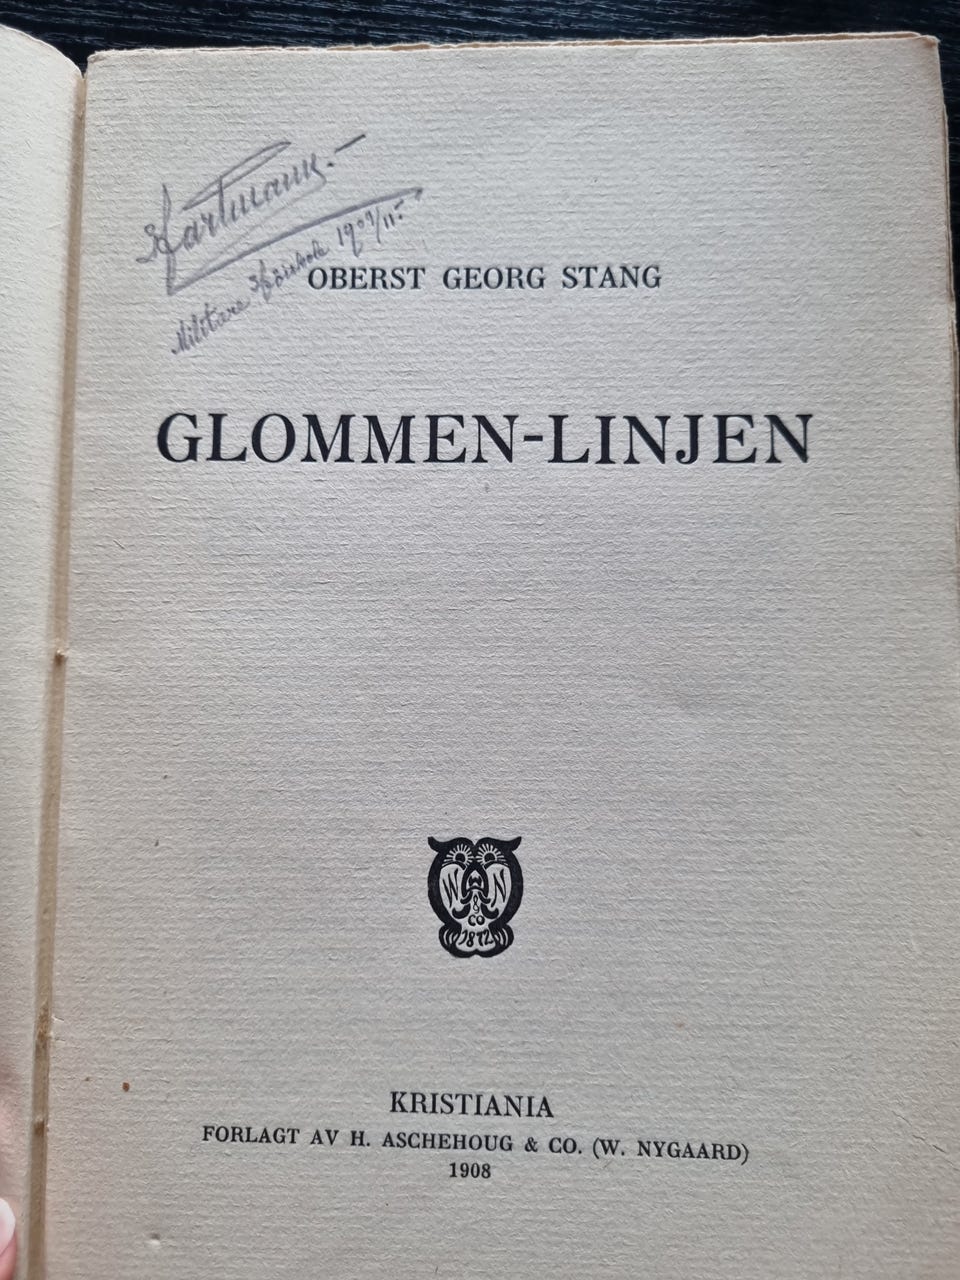 Hartmann.-
Militære Høiskole 1909/11.-
OBERST GEORG STANG
GLOMMEN-LINJEN
W N
& CO
1872
KRISTIANIA
FORLAGT AV H. ASCHEHOUG & CO. (W. NYGAARD)
1908